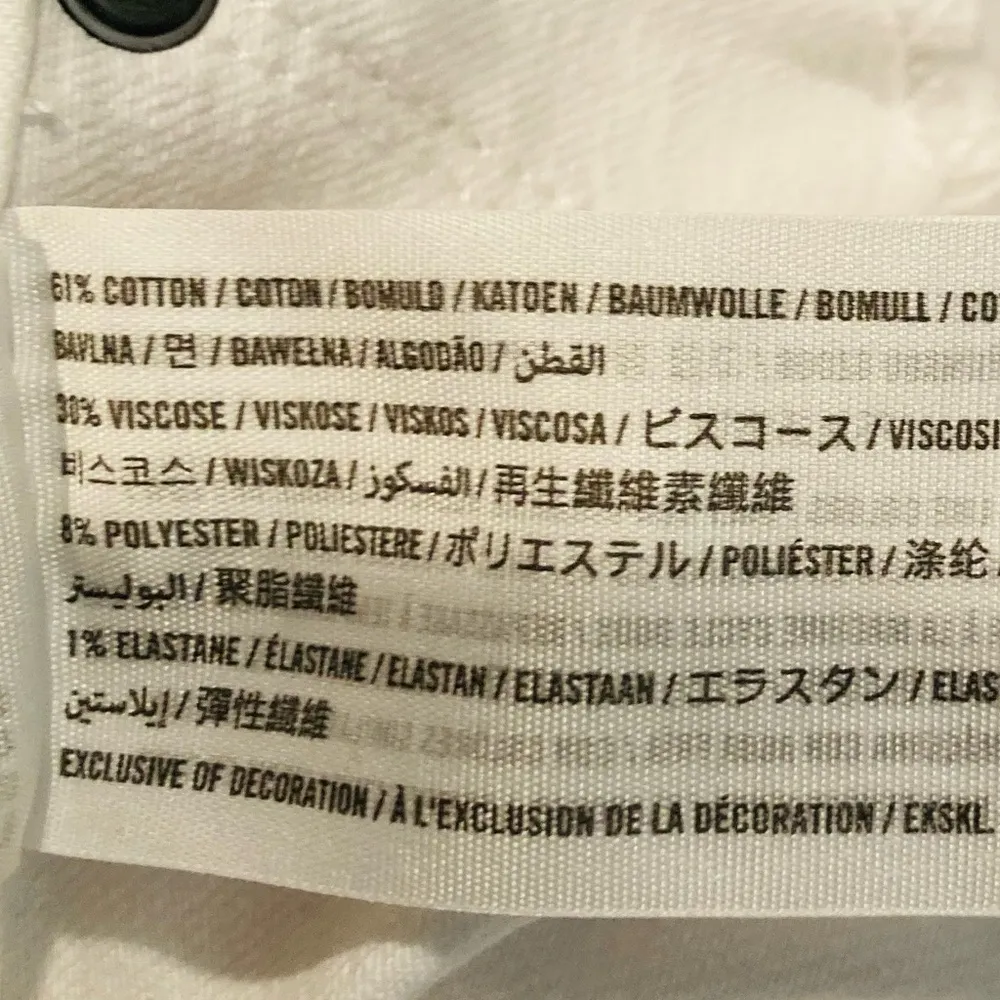 61% COTTON / COTON / BOMULD / KATOEN / BAUMWOLLE / BOMULL / CO
BAVLNA / 면 / BAWEŁNA / ALGODÃO / القطن
30% VISCOSE / VISKOSE / VISKOS / VISCOSA / ビスコース / VISCOSI
비스코스 / WISKOZA / الفسكوز / 再生纖維素纖維
8% POLYESTER / POLIESTERE / ポリエステル / POLIÉSTER / 涤纶 /
البوليستر / 聚脂纖維
1% ELASTANE / ÉLASTANE / ELASTAN / ELASTAAN / エラスタン / ELAS
إيلاستين / 彈性纖維
EXCLUSIVE OF DECORATION / À L'EXCLUSION DE LA DÉCORATION / EKSKL.